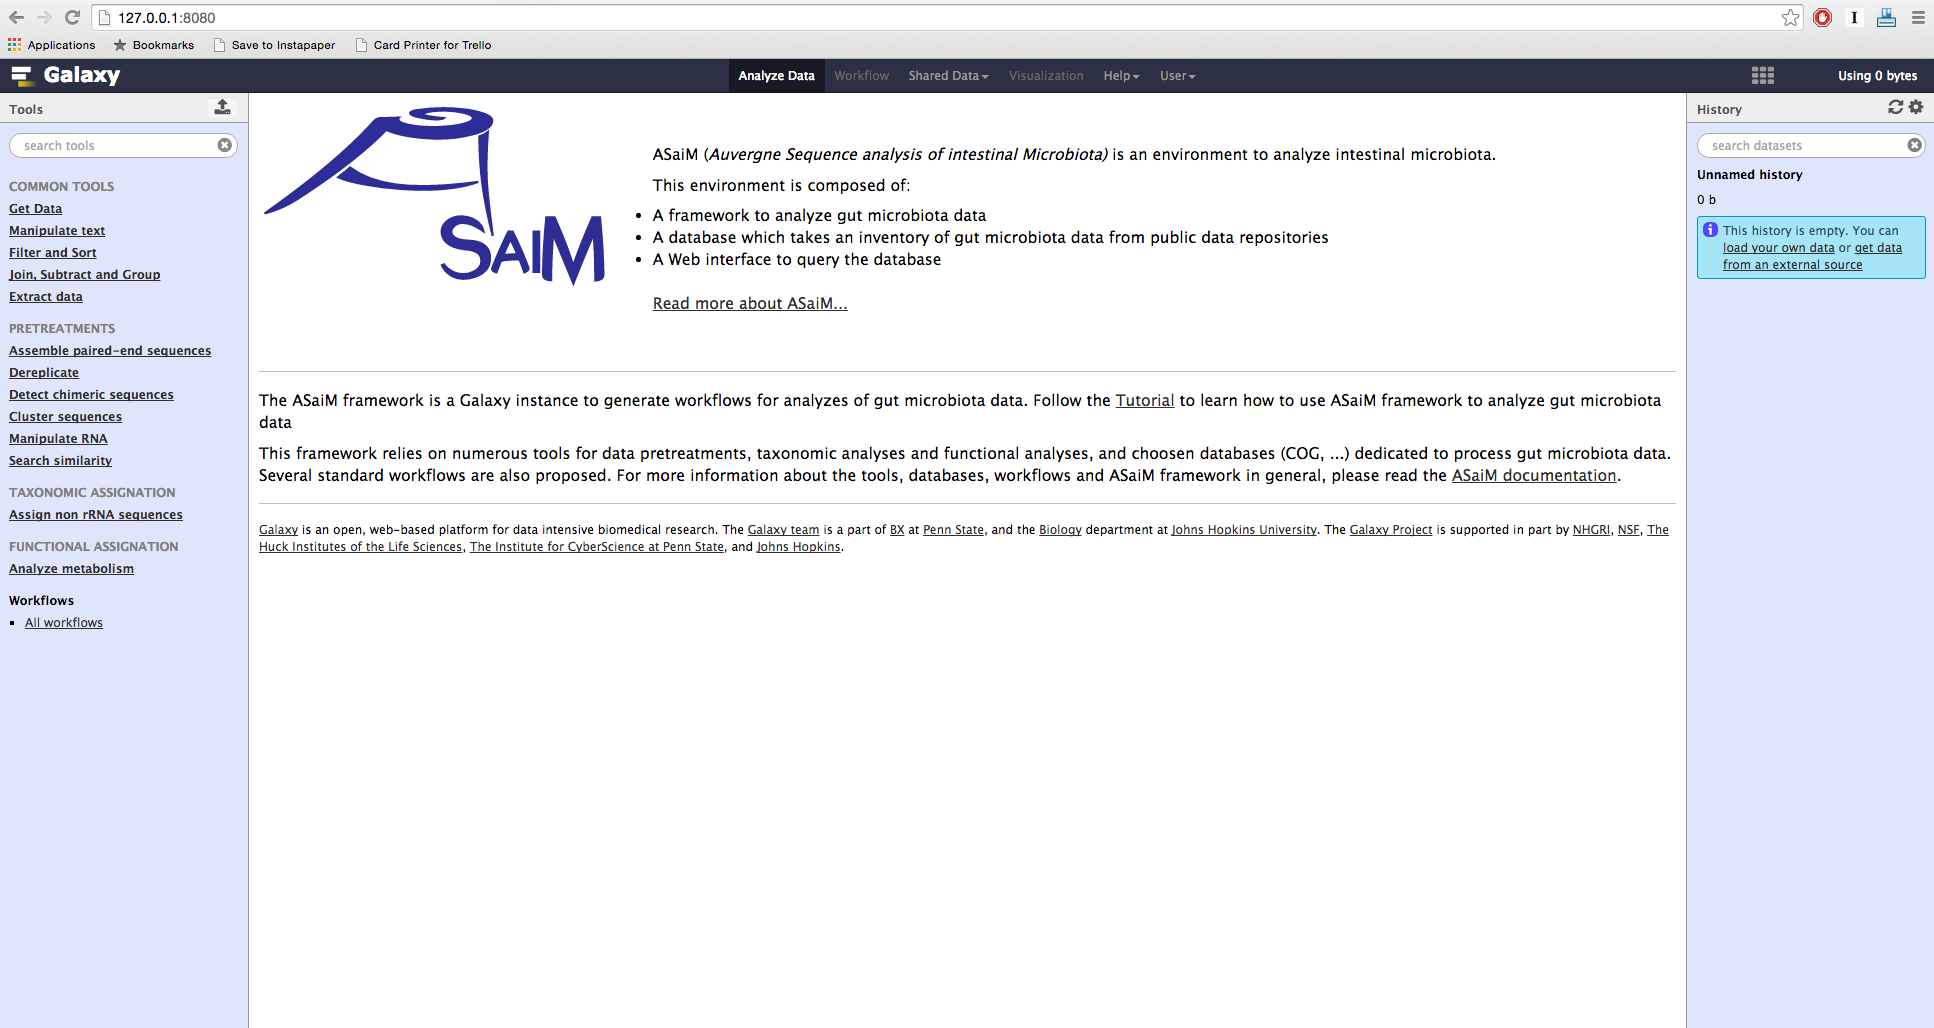 127.0.0.1:8080
Applications Bookmarks Save to Instapaper Card Printer for Trello
Galaxy Analyze Data Workflow Shared Data Visualization Help User Using 0 bytes
Tools
search tools
COMMON TOOLS
Get Data
Manipulate text
Filter and Sort
Join, Subtract and Group
Extract data
PRETREATMENTS
Assemble paired-end sequences
Dereplicate
Detect chimeric sequences
Cluster sequences
Manipulate RNA
Search similarity
TAXONOMIC ASSIGNATION
Assign non rRNA sequences
FUNCTIONAL ASSIGNATION
Analyze metabolism
Workflows
All workflows
ASaiM
ASaiM (Auvergne Sequence analysis of intestinal Microbiota) is an environment to analyze intestinal microbiota.
This environment is composed of:
A framework to analyze gut microbiota data
A database which takes an inventory of gut microbiota data from public data repositories
A Web interface to query the database
Read more about ASaiM...
The ASaiM framework is a Galaxy instance to generate workflows for analyzes of gut microbiota data. Follow the Tutorial to learn how to use ASaiM framework to analyze gut microbiota
data
This framework relies on numerous tools for data pretreatments, taxonomic analyses and functional analyses, and choosen databases (COG, ...) dedicated to process gut microbiota data.
Several standard workflows are also proposed. For more information about the tools, databases, workflows and ASaiM framework in general, please read the ASaiM documentation.
Galaxy is an open, web-based platform for data intensive biomedical research. The Galaxy team is a part of BX at Penn State, and the Biology department at Johns Hopkins University. The Galaxy Project is supported in part by NHGRI, NSF, The
Huck Institutes of the Life Sciences, The Institute for CyberScience at Penn State, and Johns Hopkins.
History
search datasets
Unnamed history
0 b
This history is empty. You can
load your own data or get data
from an external source